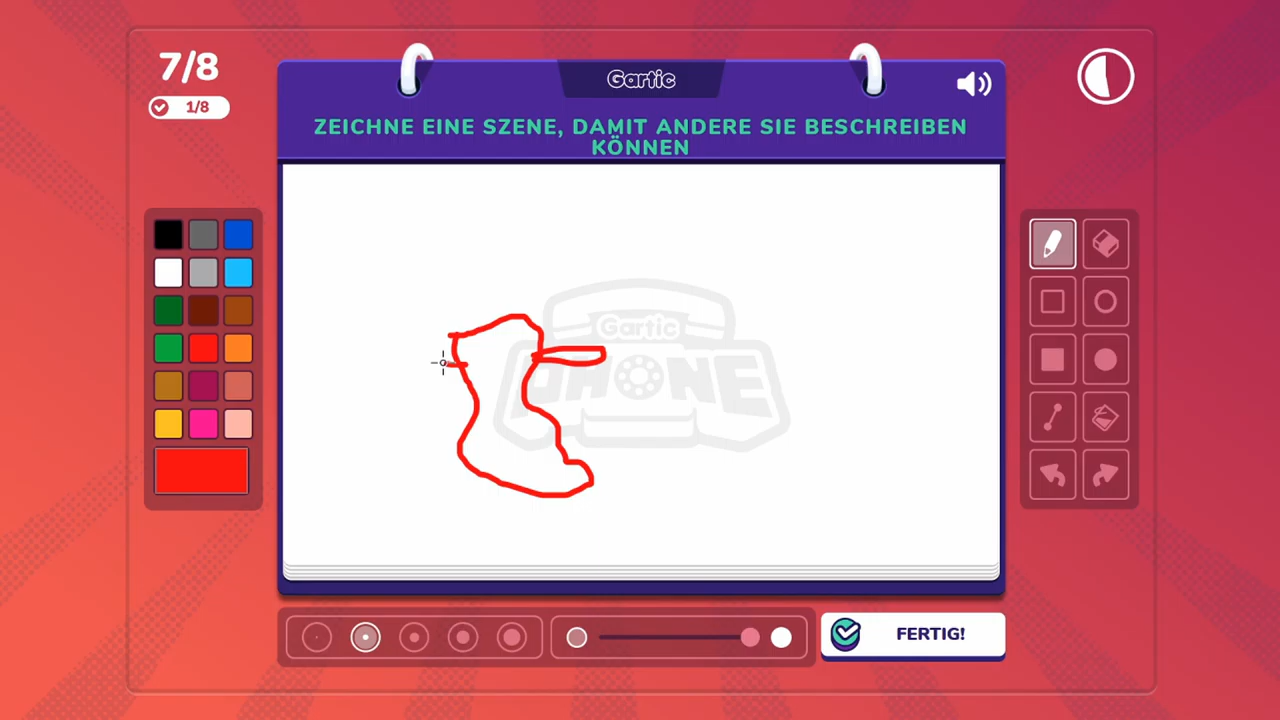 7/8
1/8
Gartic
ZEICHNE EINE SZENE, DAMIT ANDERE SIE BESCHREIBEN
KÖNNEN
Gartic
PHONE
FERTIG!